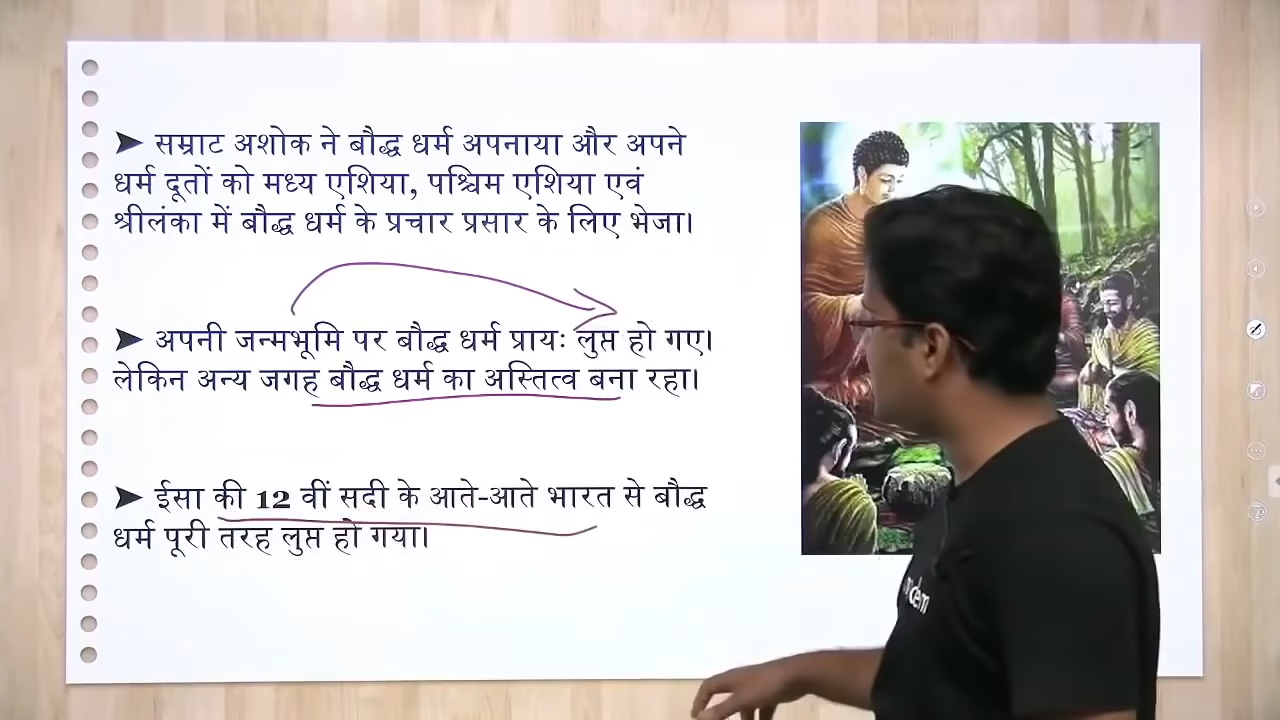 ➤ सम्राट अशोक ने बौद्ध धर्म अपनाया और अपने
धर्म दूतों को मध्य एशिया, पश्चिम एशिया एवं
श्रीलंका में बौद्ध धर्म के प्रचार प्रसार के लिए भेजा।
➤ अपनी जन्मभूमि पर बौद्ध धर्म प्रायः लुप्त हो गए।
लेकिन अन्य जगह बौद्ध धर्म का अस्तित्व बना रहा।
➤ ईसा की 12 वीं सदी के आते-आते भारत से बौद्ध
धर्म पूरी तरह लुप्त हो गया।